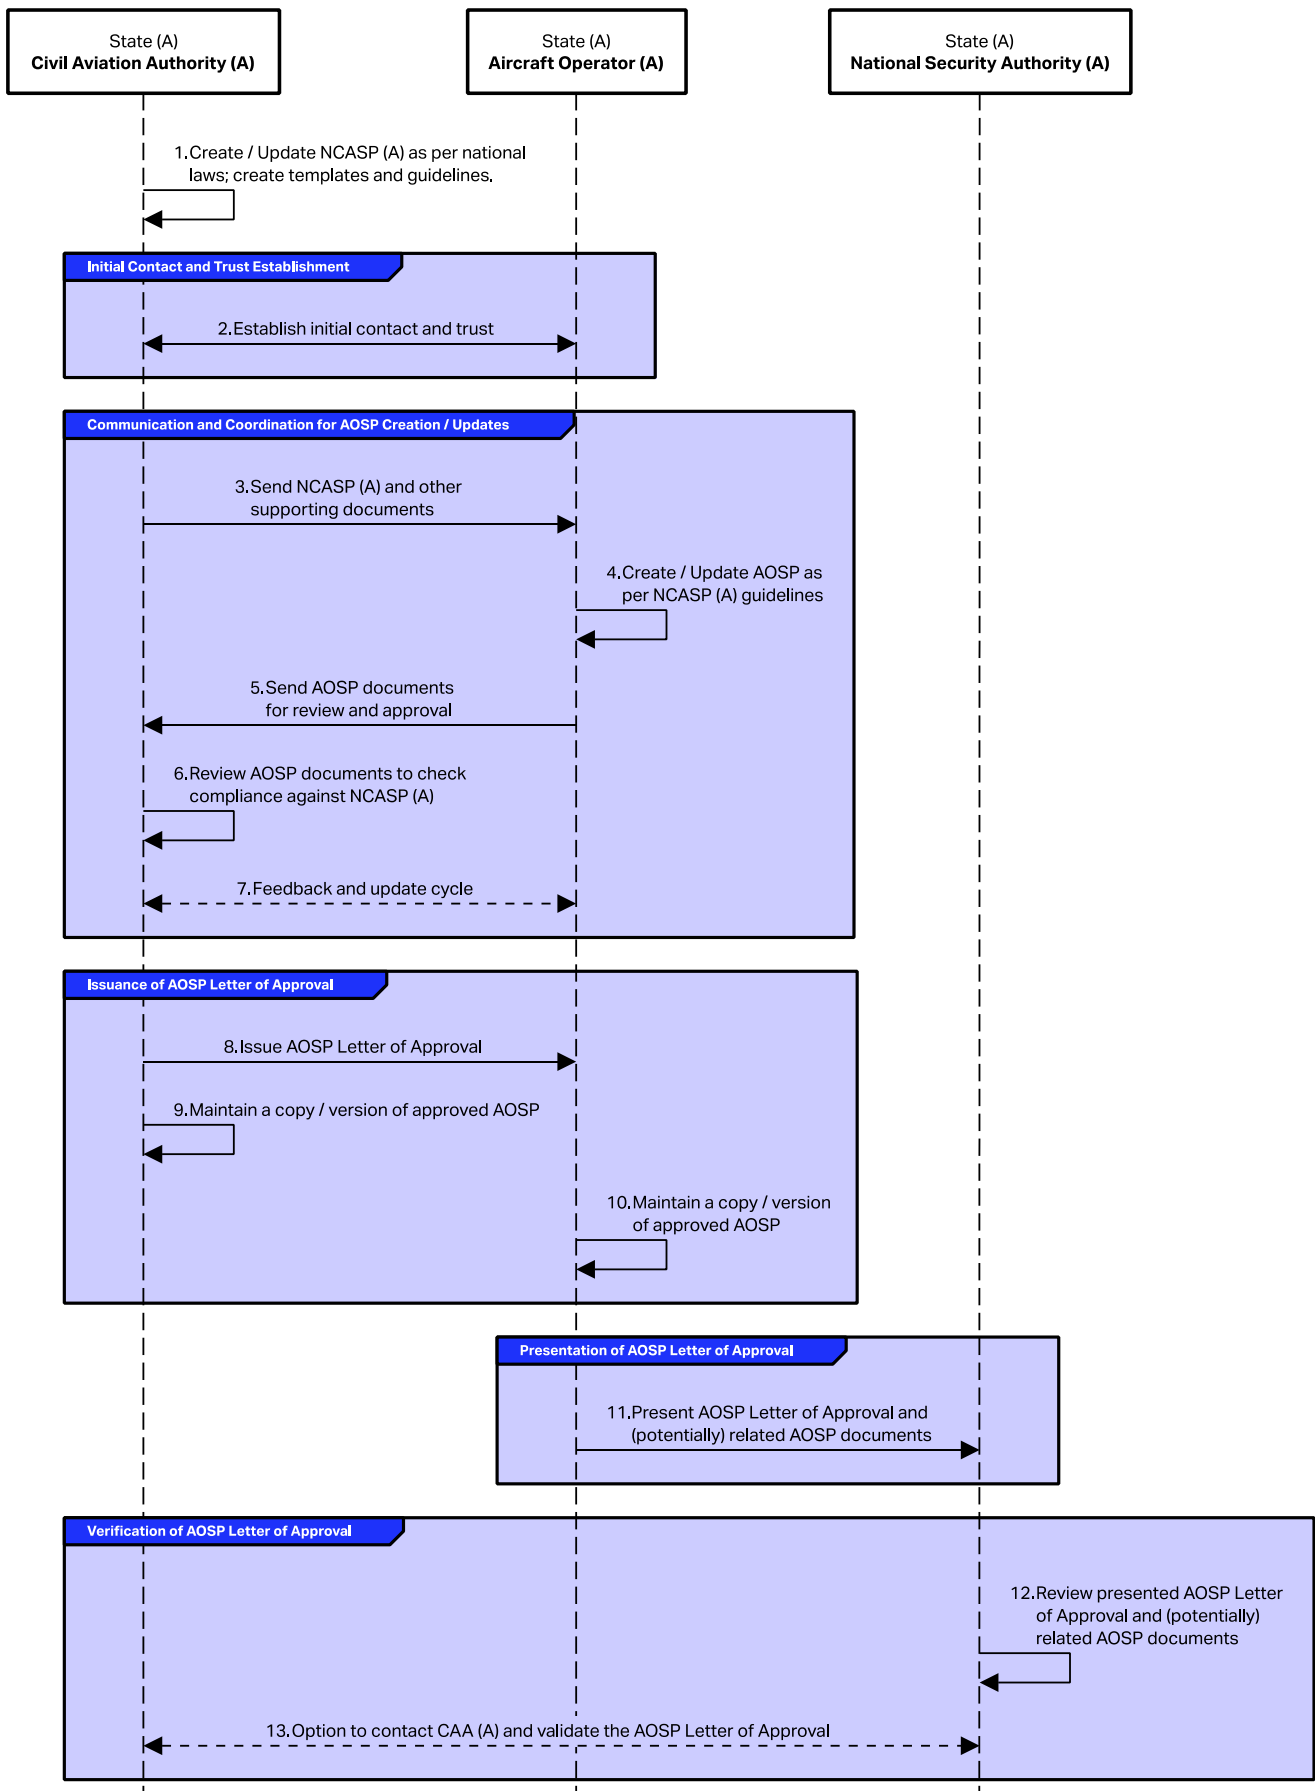 State (A)
Civil Aviation Authority (A)
State (A)
Aircraft Operator (A)
State (A)
National Security Authority (A)
1.Create / Update NCASP (A) as per national
laws; create templates and guidelines.
Initial Contact and Trust Establishment
2.Establish initial contact and trust
Communication and Coordination for AOSP Creation / Updates
3.Send NCASP (A) and other
supporting documents
4.Create / Update AOSP as
per NCASP (A) guidelines
5.Send AOSP documents
for review and approval
6.Review AOSP documents to check
compliance against NCASP (A)
7.Feedback and update cycle
Issuance of AOSP Letter of Approval
8.Issue AOSP Letter of Approval
9.Maintain a copy / version of approved AOSP
10.Maintain a copy / version
of approved AOSP
Presentation of AOSP Letter of Approval
11.Present AOSP Letter of Approval and
(potentially) related AOSP documents
Verification of AOSP Letter of Approval
12.Review presented AOSP Letter
of Approval and (potentially)
related AOSP documents
13.Option to contact CAA (A) and validate the AOSP Letter of Approval